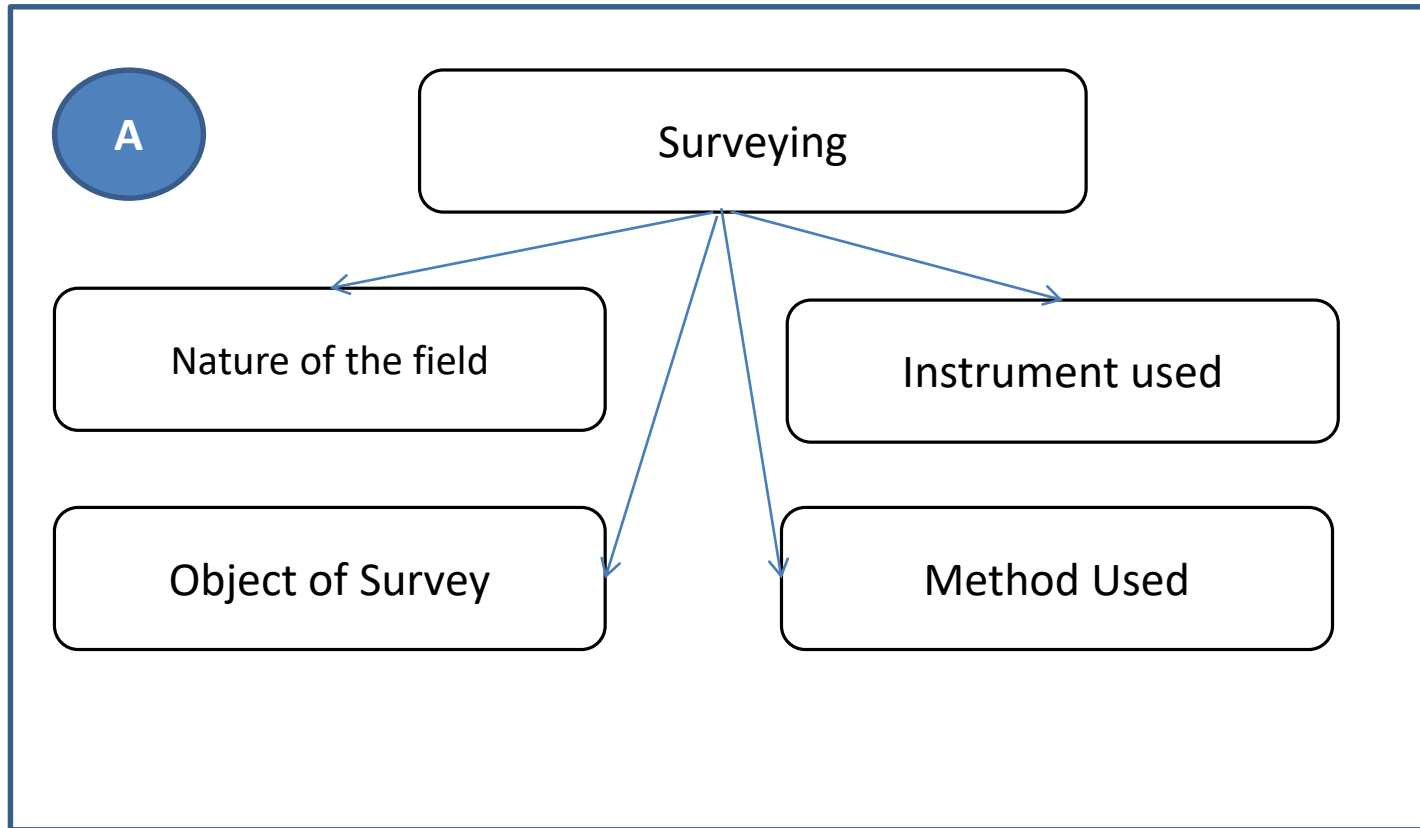 A
Surveying
Nature of the field
Instrument used
Object of Survey
Method Used